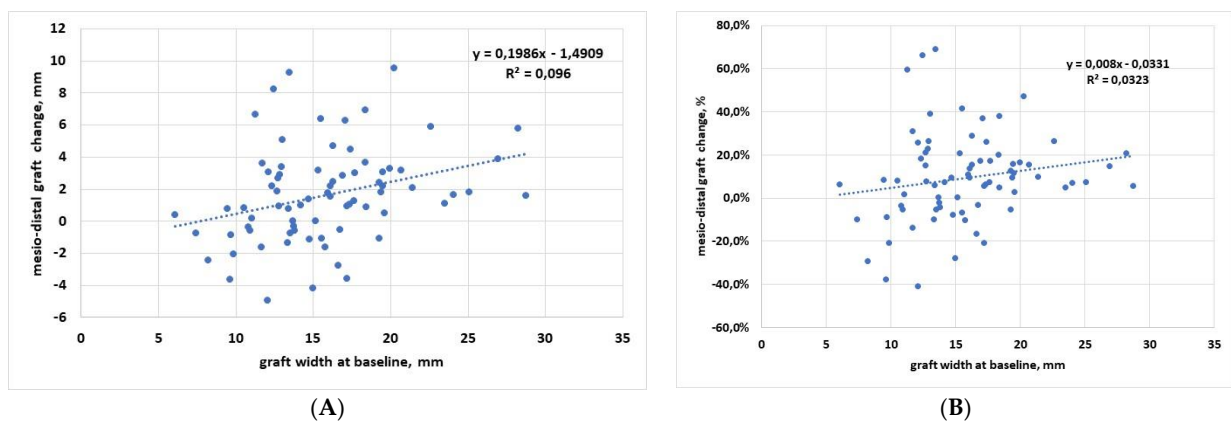 12
10
8
6
4
2
0
-2
-4
-6
mesio-distal graft change, mm
y = 0,1986x - 1,4909
R² = 0,096
0 5 10 15 20 25 30 35
graft width at baseline, mm
(A)
80,0%
60,0%
40,0%
20,0%
0,0%
-20,0%
-40,0%
-60,0%
mesio-distal graft change, %
y = 0,008x - 0,0331
R² = 0,0323
0 5 10 15 20 25 30 35
graft width at baseline, mm
(B)